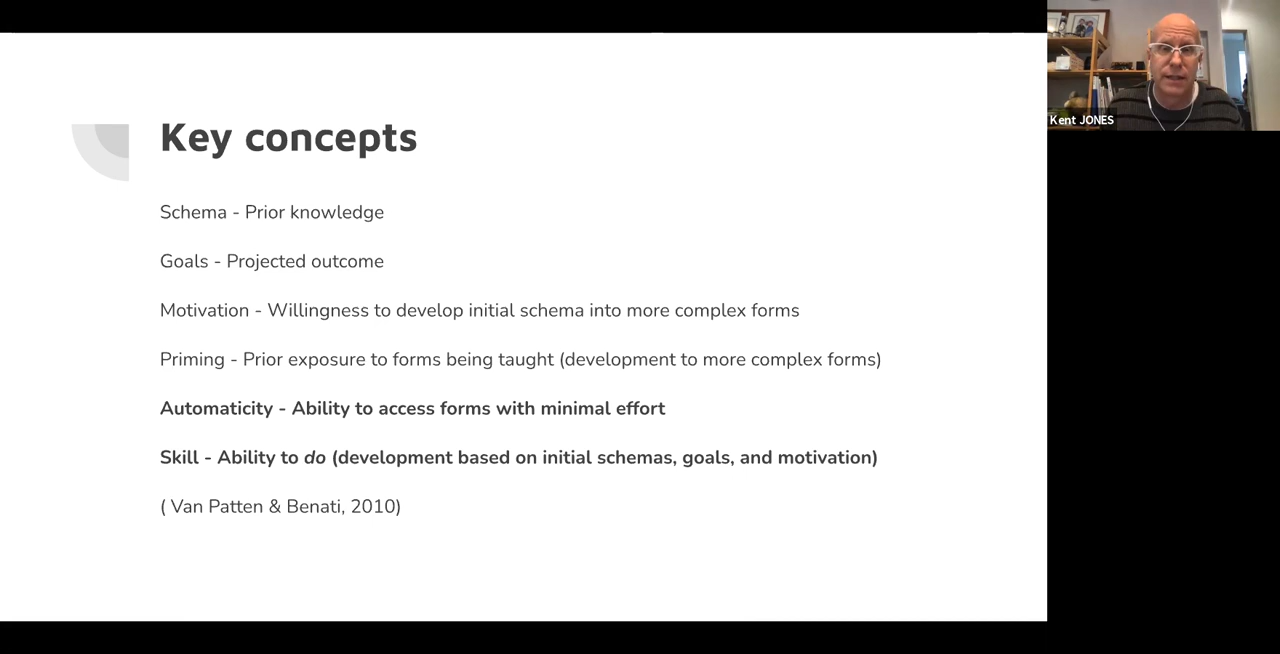 Key concepts
Schema - Prior knowledge
Goals - Projected outcome
Motivation - Willingness to develop initial schema into more complex forms
Priming - Prior exposure to forms being taught (development to more complex forms)
Automaticity - Ability to access forms with minimal effort
Skill - Ability to do (development based on initial schemas, goals, and motivation)
( Van Patten & Benati, 2010)
Kent JONES